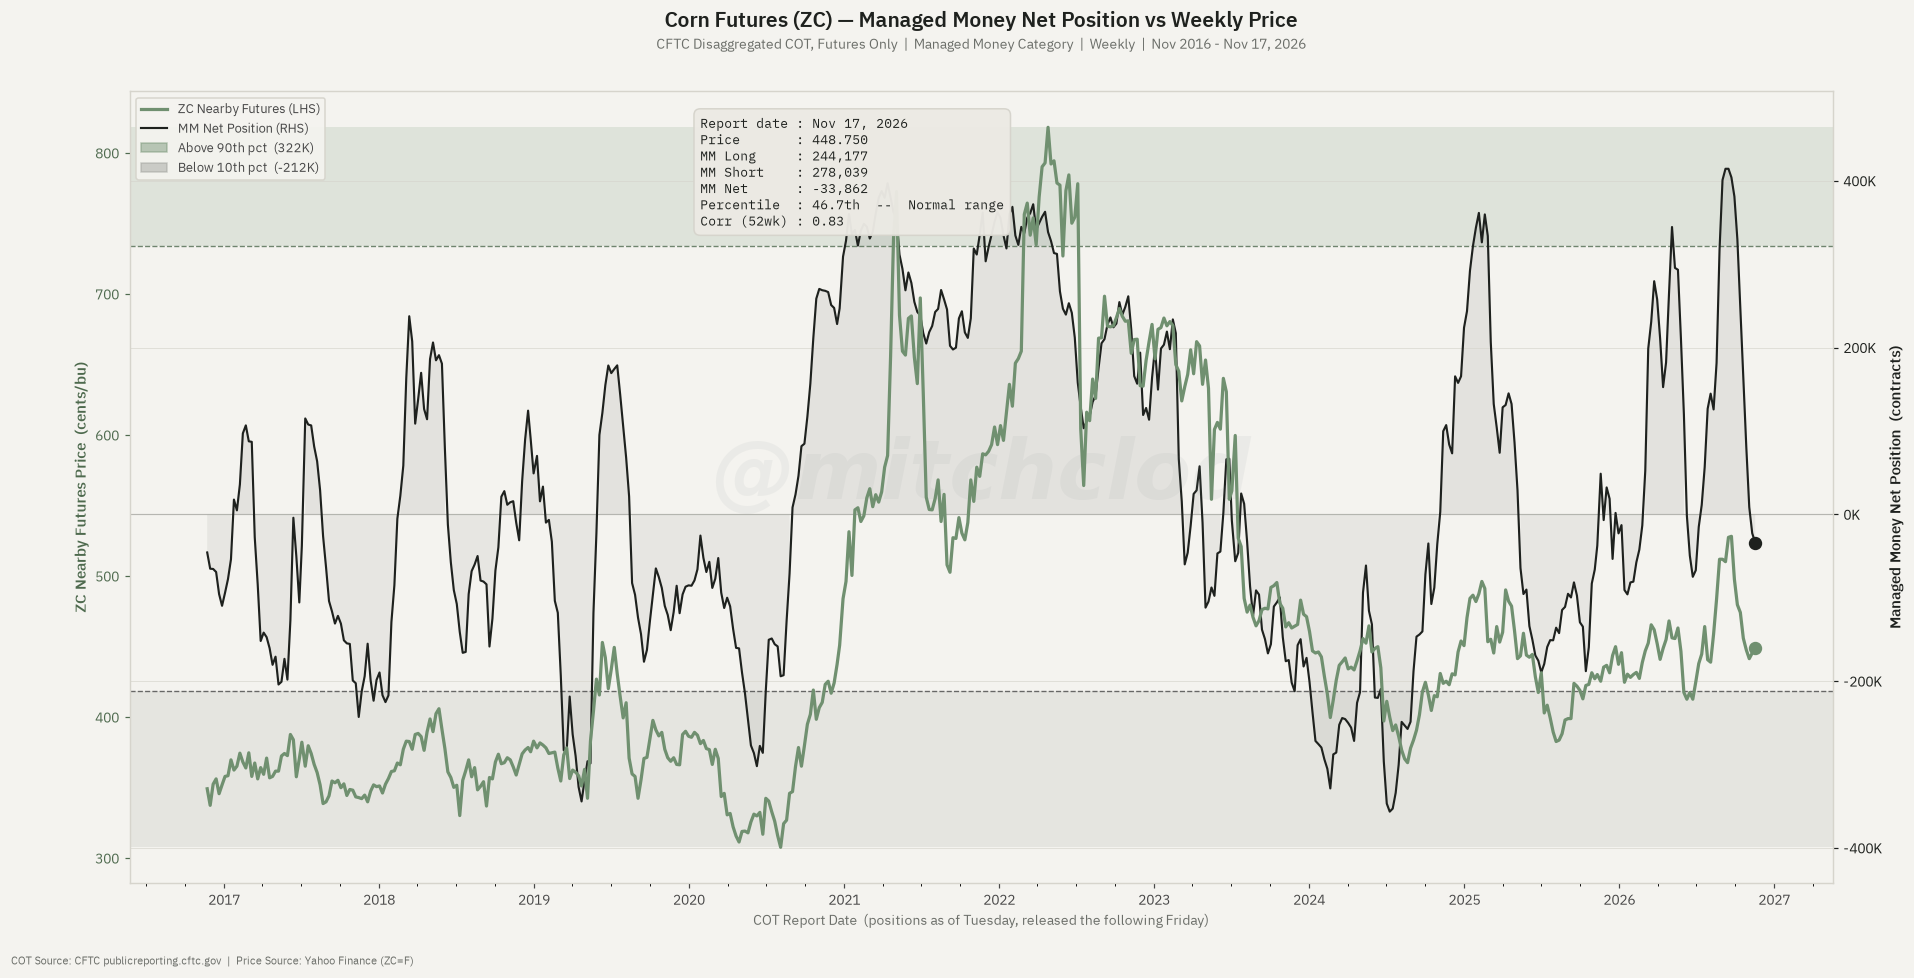 Corn Futures (ZC) — Managed Money Net Position vs Weekly Price
CFTC Disaggregated COT, Futures Only | Managed Money Category | Weekly | Nov 2016 - Nov 17, 2026
ZC Nearby Futures (LHS)
MM Net Position (RHS)
Above 90th pct (322K)
Below 10th pct (-212K)
Report date : Nov 17, 2026
Price : 448.750
MM Long : 244,177
MM Short : 278,039
MM Net : -33,862
Percentile : 46.7th -- Normal range
Corr (52wk) : 0.83
ZC Nearby Futures Price (cents/bu)
800
700
600
500
400
300
@mitchclod
400K
200K
0K
-200K
-400K
Managed Money Net Position (contracts)
2017 2018 2019 2020 2021 2022 2023 2024 2025 2026 2027
COT Report Date (positions as of Tuesday, released the following Friday)
COT Source: CFTC publicreporting.cftc.gov | Price Source: Yahoo Finance (ZC=F)